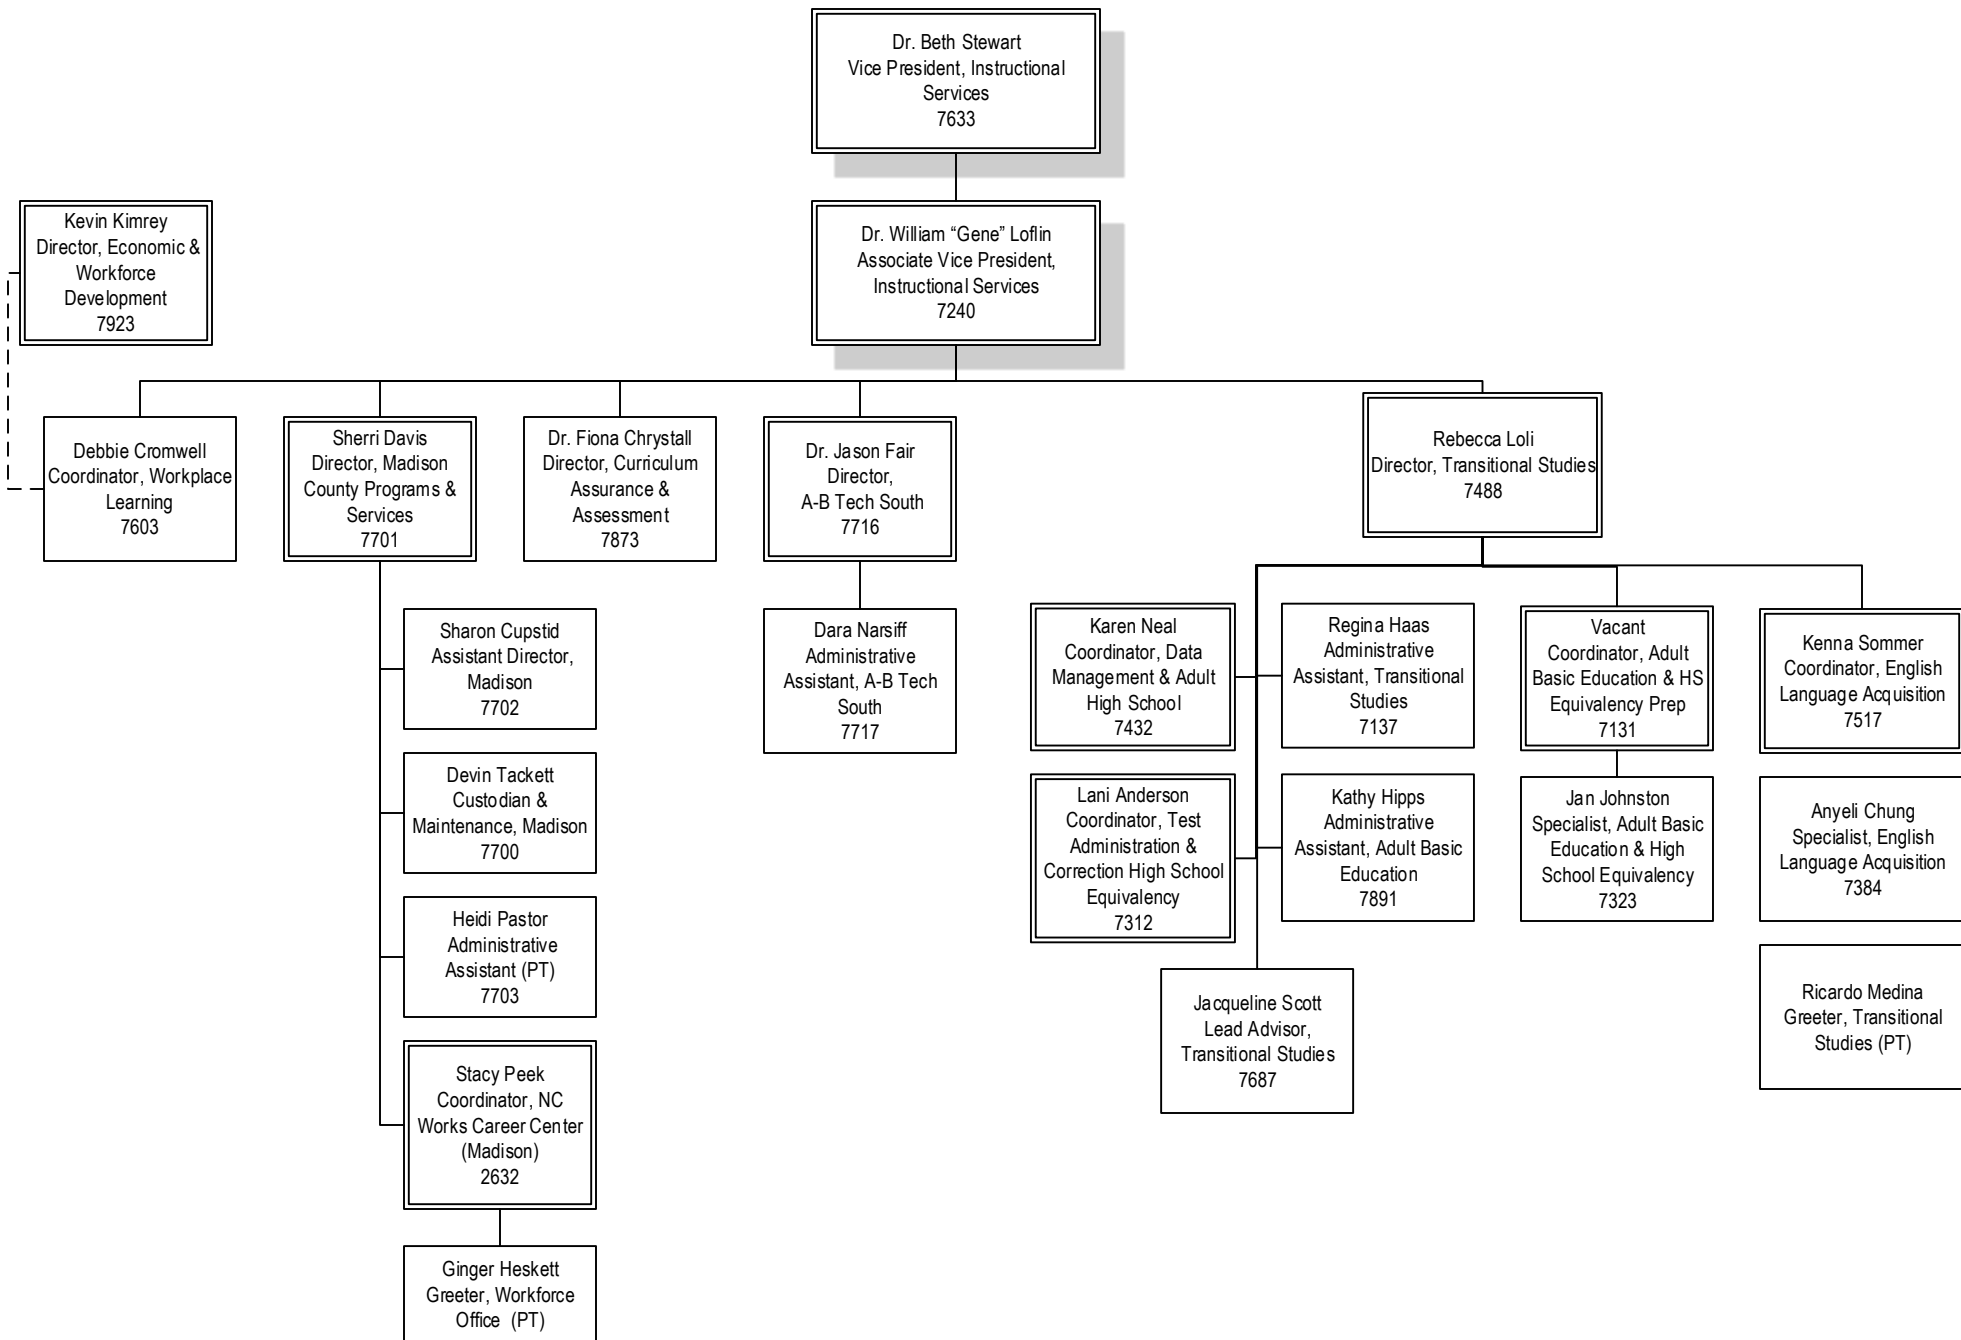 Dr. Beth Stewart
Vice President, Instructional
Services
7633
Kevin Kimrey
Director, Economic &
Workforce
Development
7923
Dr. William “Gene” Loflin
Associate Vice President,
Instructional Services
7240
Debbie Cromwell
Coordinator, Workplace
Learning
7603
Sherri Davis
Director, Madison
County Programs &
Services
7701
Dr. Fiona Chrystall
Director, Curriculum
Assurance &
Assessment
7873
Dr. Jason Fair
Director,
A-B Tech South
7716
Rebecca Loli
Director, Transitional Studies
7488
Sharon Cupstid
Assistant Director,
Madison
7702
Devin Tackett
Custodian &
Maintenance, Madison
7700
Heidi Pastor
Administrative
Assistant (PT)
7703
Stacy Peek
Coordinator, NC
Works Career Center
(Madison)
2632
Ginger Heskett
Greeter, Workforce
Office (PT)
Dara Narsiff
Administrative
Assistant, A-B Tech
South
7717
Karen Neal
Coordinator, Data
Management & Adult
High School
7432
Regina Haas
Administrative
Assistant, Transitional
Studies
7137
Vacant
Coordinator, Adult
Basic Education & HS
Equivalency Prep
7131
Kenna Sommer
Coordinator, English
Language Acquisition
7517
Lani Anderson
Coordinator, Test
Administration &
Correction High School
Equivalency
7312
Kathy Hipps
Administrative
Assistant, Adult Basic
Education
7891
Jan Johnston
Specialist, Adult Basic
Education & High
School Equivalency
7323
Anyeli Chung
Specialist, English
Language Acquisition
7384
Jacqueline Scott
Lead Advisor,
Transitional Studies
7687
Ricardo Medina
Greeter, Transitional
Studies (PT)